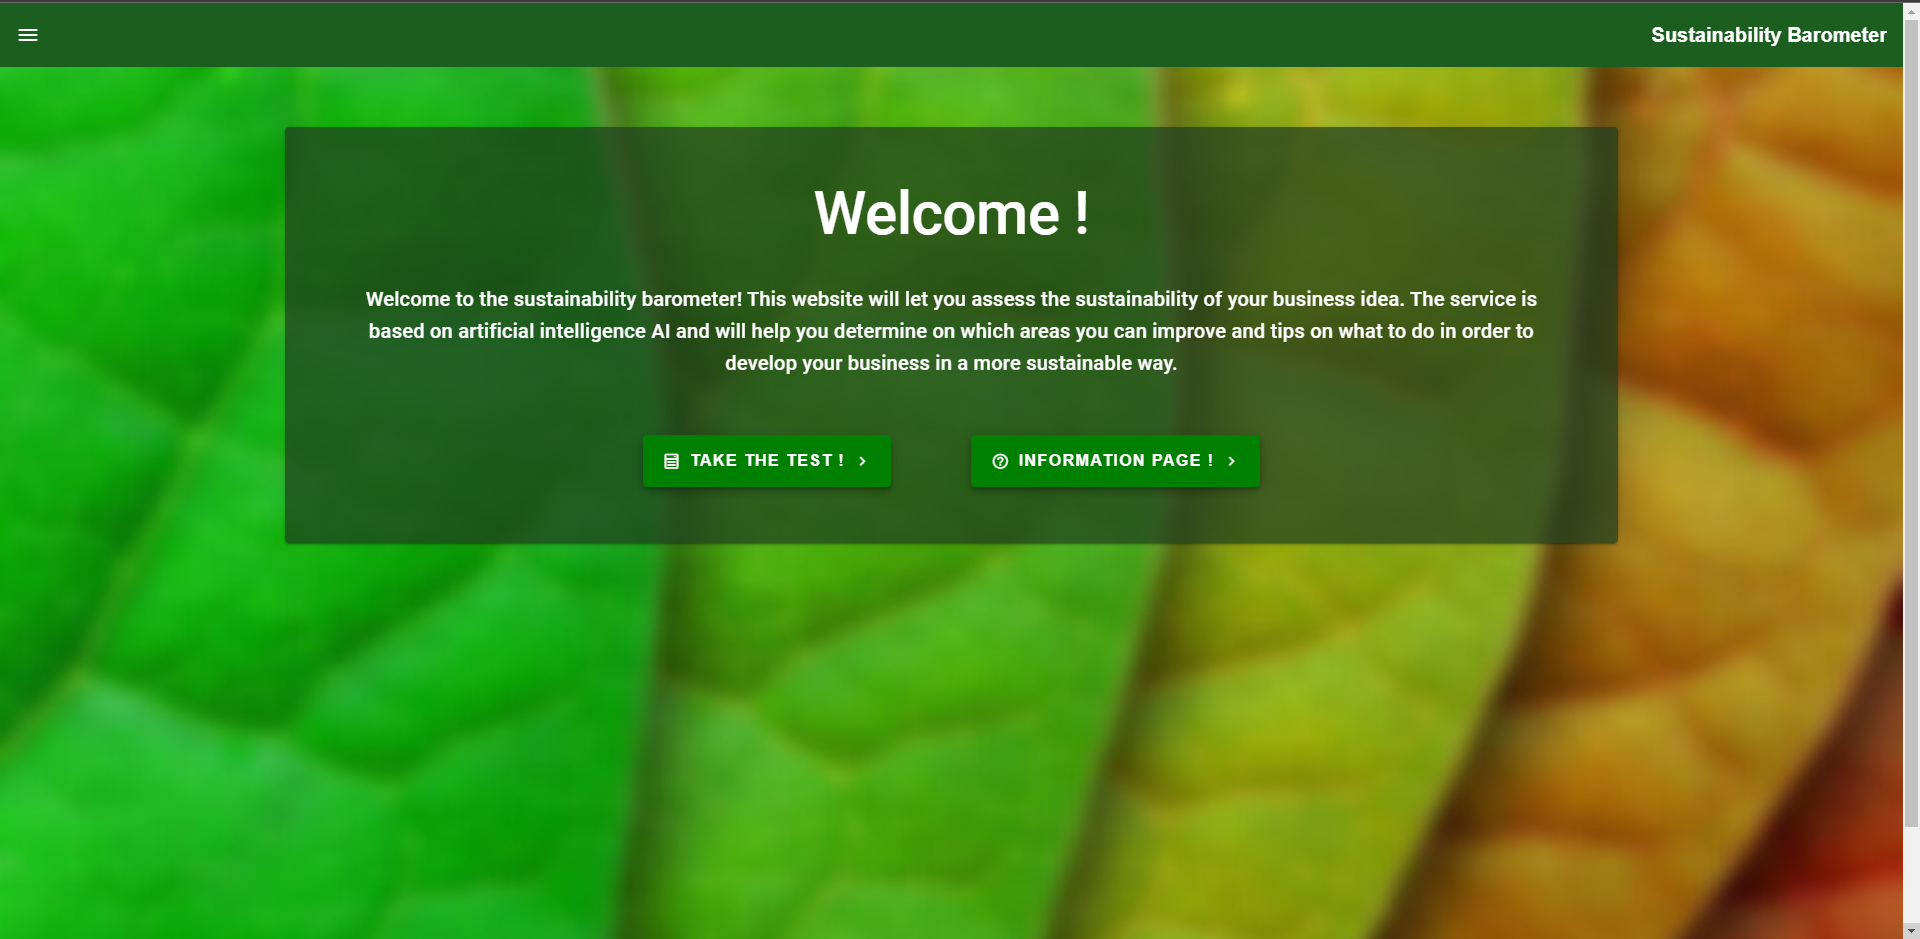 Sustainability Barometer
Welcome !
Welcome to the sustainability barometer! This website will let you assess the sustainability of your business idea. The service is
based on artificial intelligence AI and will help you determine on which areas you can improve and tips on what to do in order to
develop your business in a more sustainable way.
TAKE THE TEST !
INFORMATION PAGE !